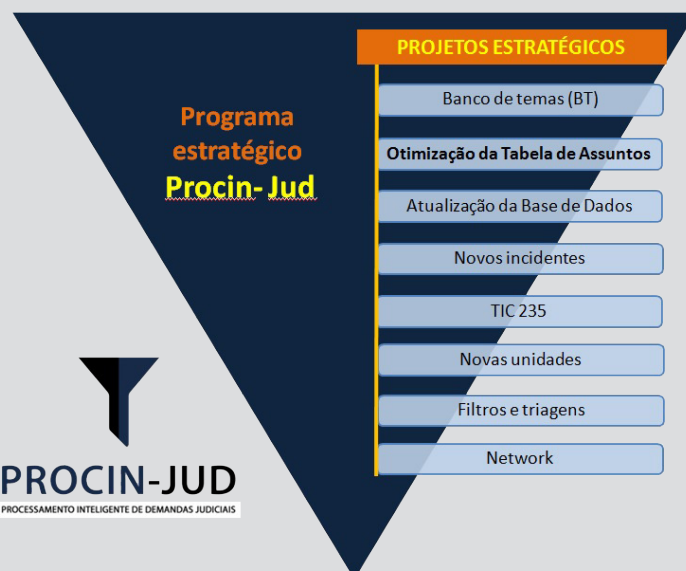 PROJETOS ESTRATÉGICOS
Programa
estratégico
Procin- Jud
Banco de temas (BT)
Otimização da Tabela de Assuntos
Atualização da Base de Dados
Novos incidentes
TIC 235
Novas unidades
Filtros e triagens
Network
PROCIN-JUD
PROCESSAMENTO INTELIGENTE DE DEMANDAS JUDICIAIS